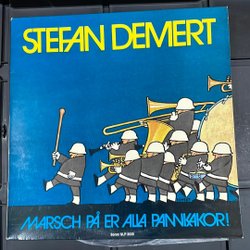 STEFAN DEMERT
MARSCH PÅ ER ALLA PANNKAKOR!